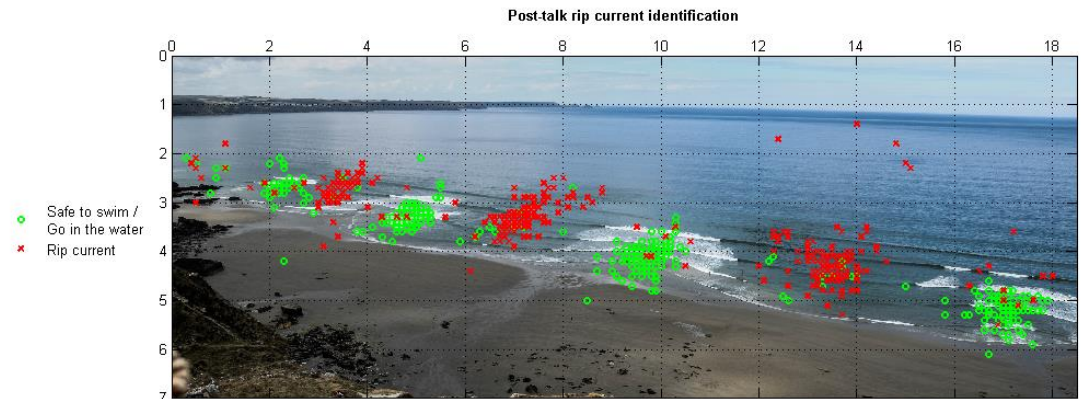 Post-talk rip current identification
0 2 4 6 8 10 12 14 16 18
0
1
2
3
4
5
6
7
Safe to swim /
Go in the water
Rip current